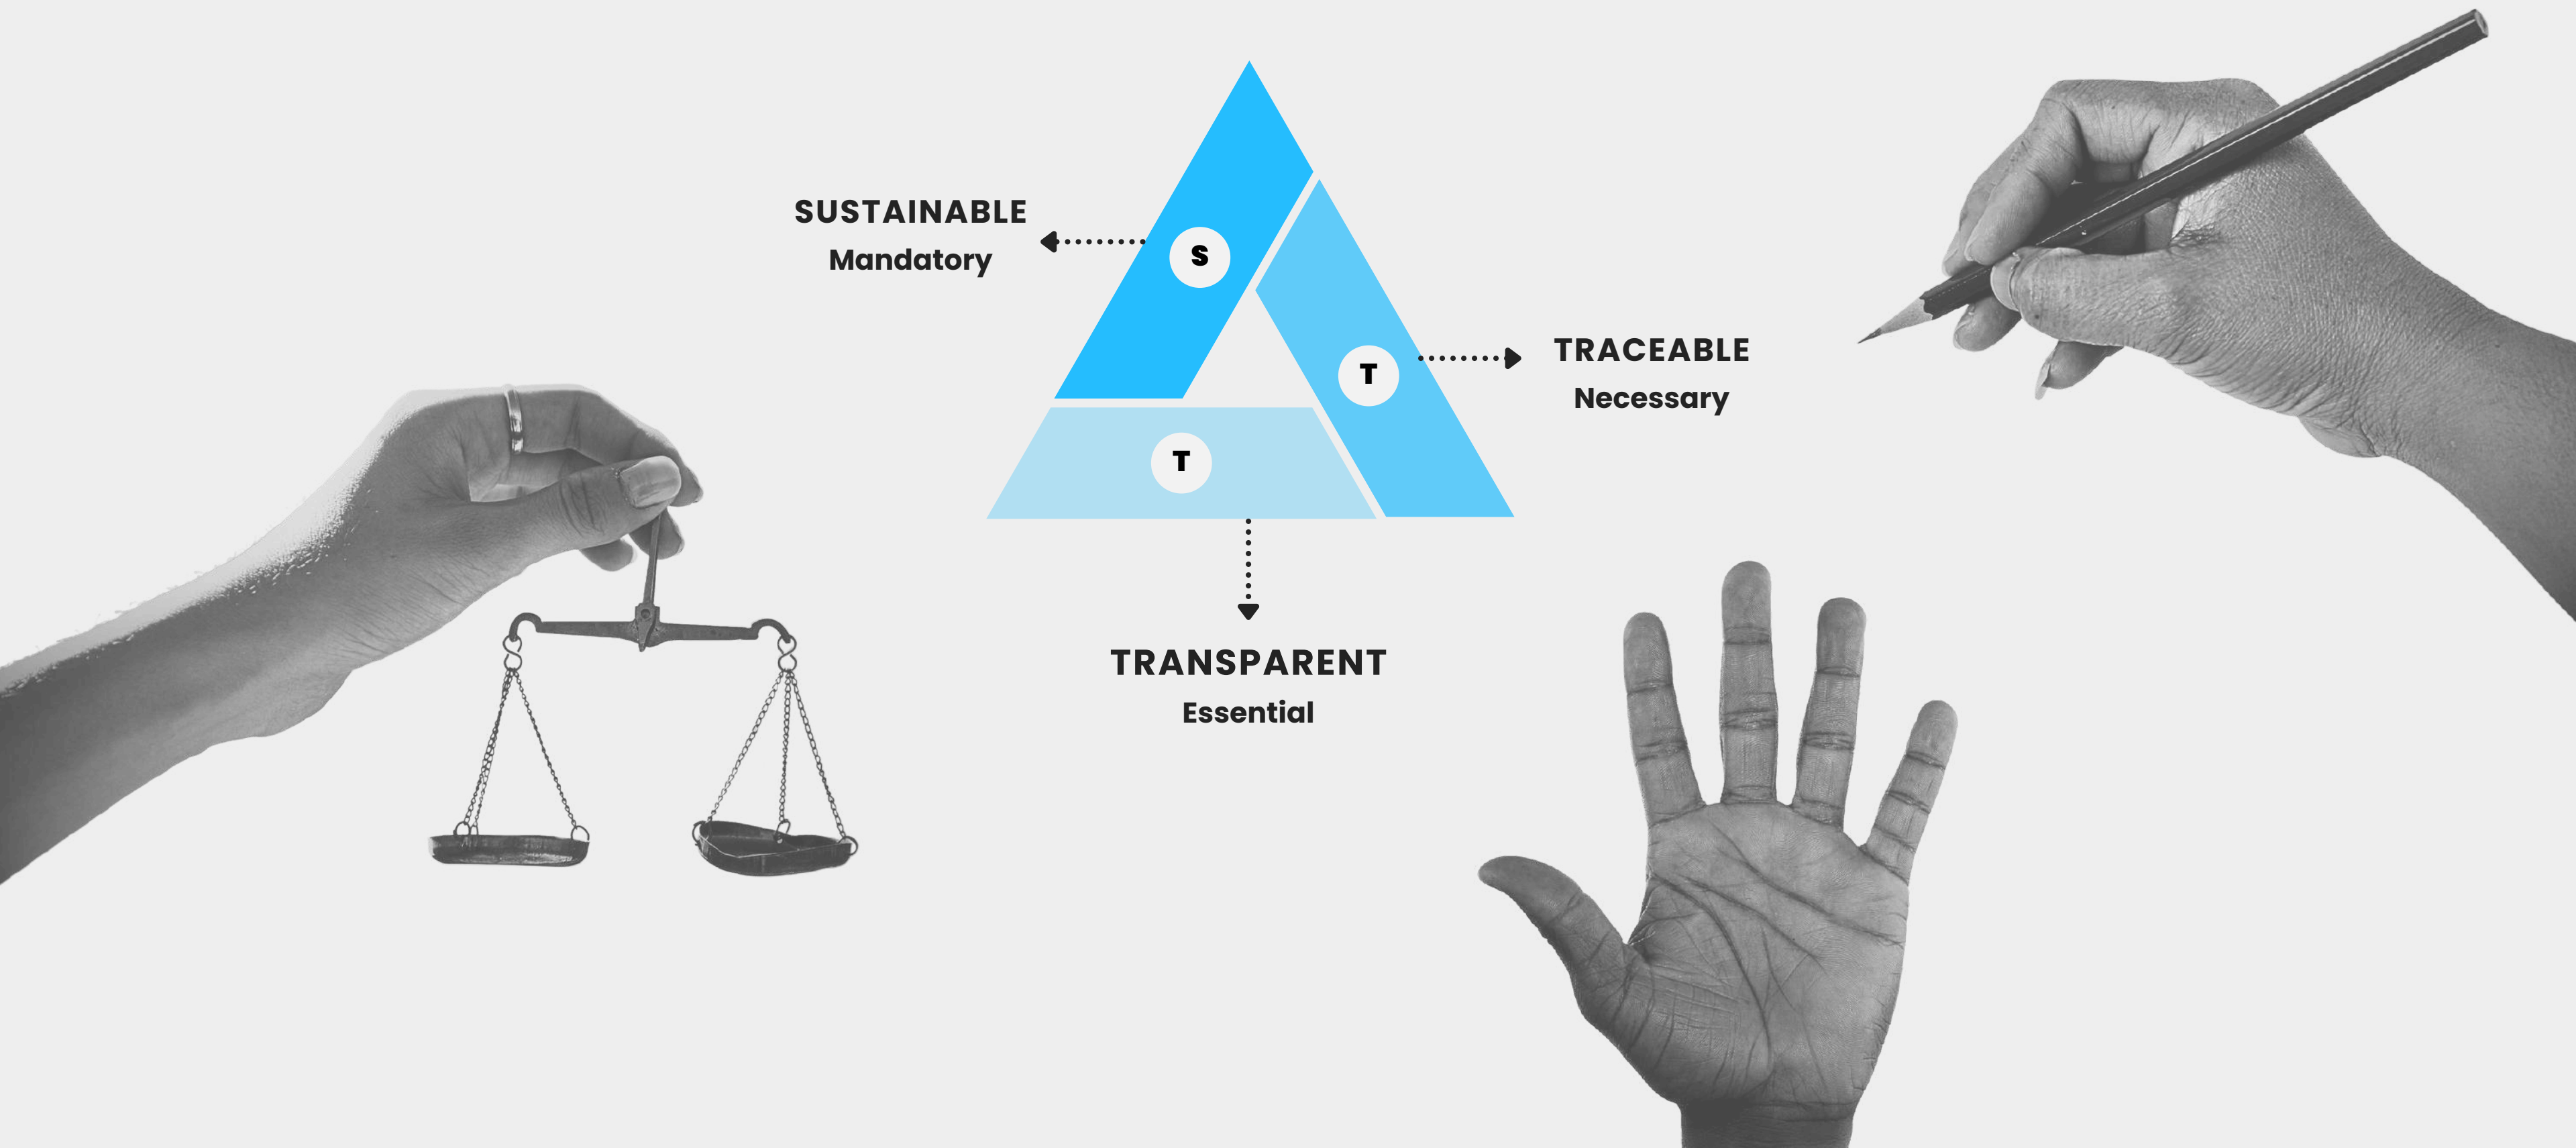 SUSTAINABLE
Mandatory
S
T
TRACEABLE
Necessary
T
TRANSPARENT
Essential